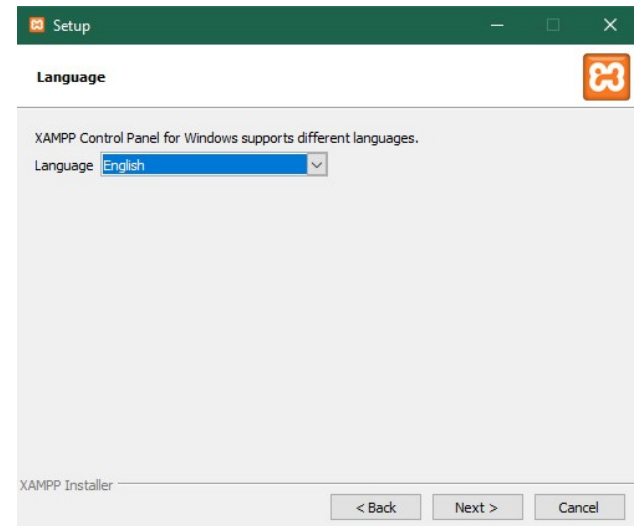 Setup
Language
XAMPP Control Panel for Windows supports different languages.
Language English
XAMPP Installer
< Back Next > Cancel